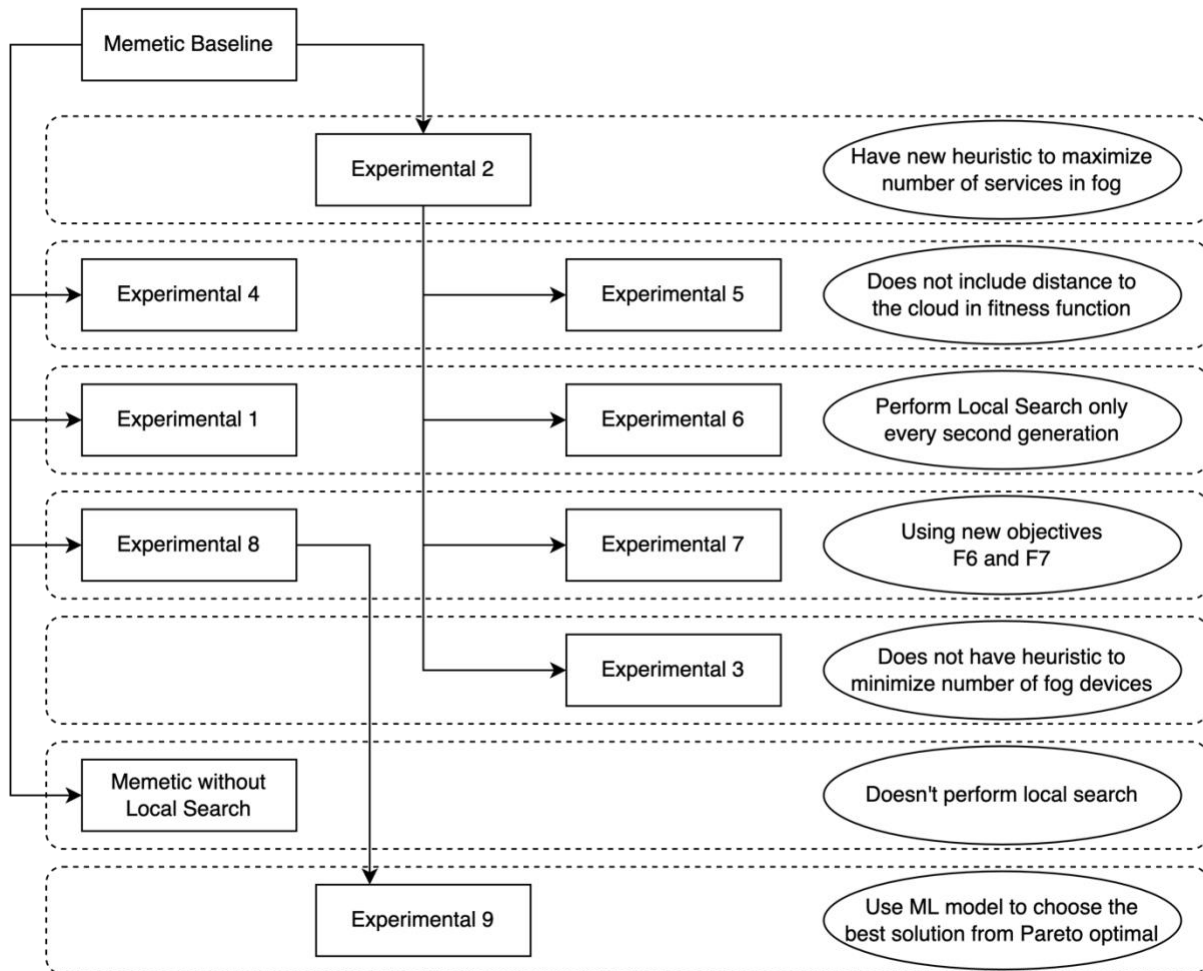 Memetic Baseline
Experimental 2
Have new heuristic to maximize
number of services in fog
Experimental 4
Experimental 5
Does not include distance to
the cloud in fitness function
Experimental 1
Experimental 6
Perform Local Search only
every second generation
Experimental 8
Experimental 7
Using new objectives
F6 and F7
Experimental 3
Does not have heuristic to
minimize number of fog devices
Memetic without
Local Search
Doesn't perform local search
Experimental 9
Use ML model to choose the
best solution from Pareto optimal